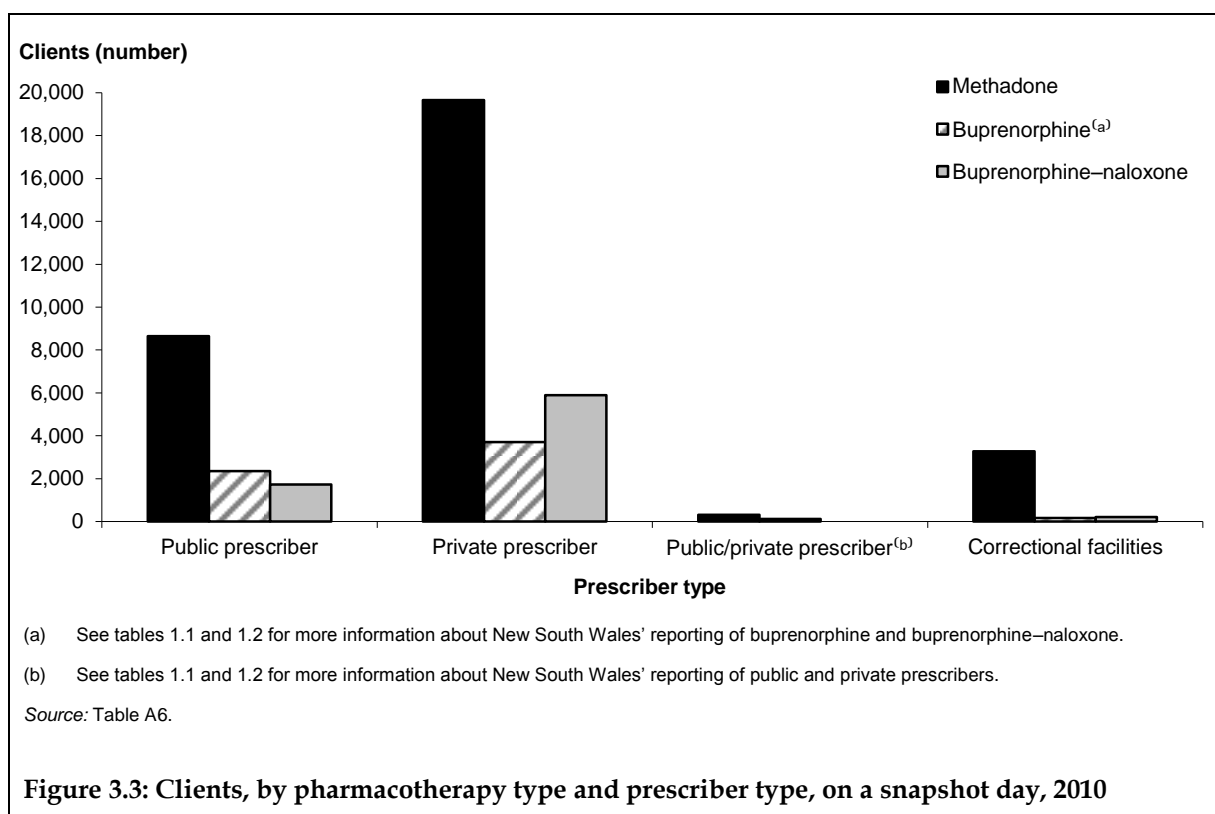 Clients (number)
20,000
18,000
16,000
14,000
12,000
10,000
8,000
6,000
4,000
2,000
0
Methadone
Buprenorphine(a)
Buprenorphine–naloxone
Public prescriber
Private prescriber
Public/private prescriber(b)
Correctional facilities
Prescriber type
(a) See tables 1.1 and 1.2 for more information about New South Wales’ reporting of buprenorphine and buprenorphine–naloxone.
(b) See tables 1.1 and 1.2 for more information about New South Wales’ reporting of public and private prescribers.
Source: Table A6.
Figure 3.3: Clients, by pharmacotherapy type and prescriber type, on a snapshot day, 2010